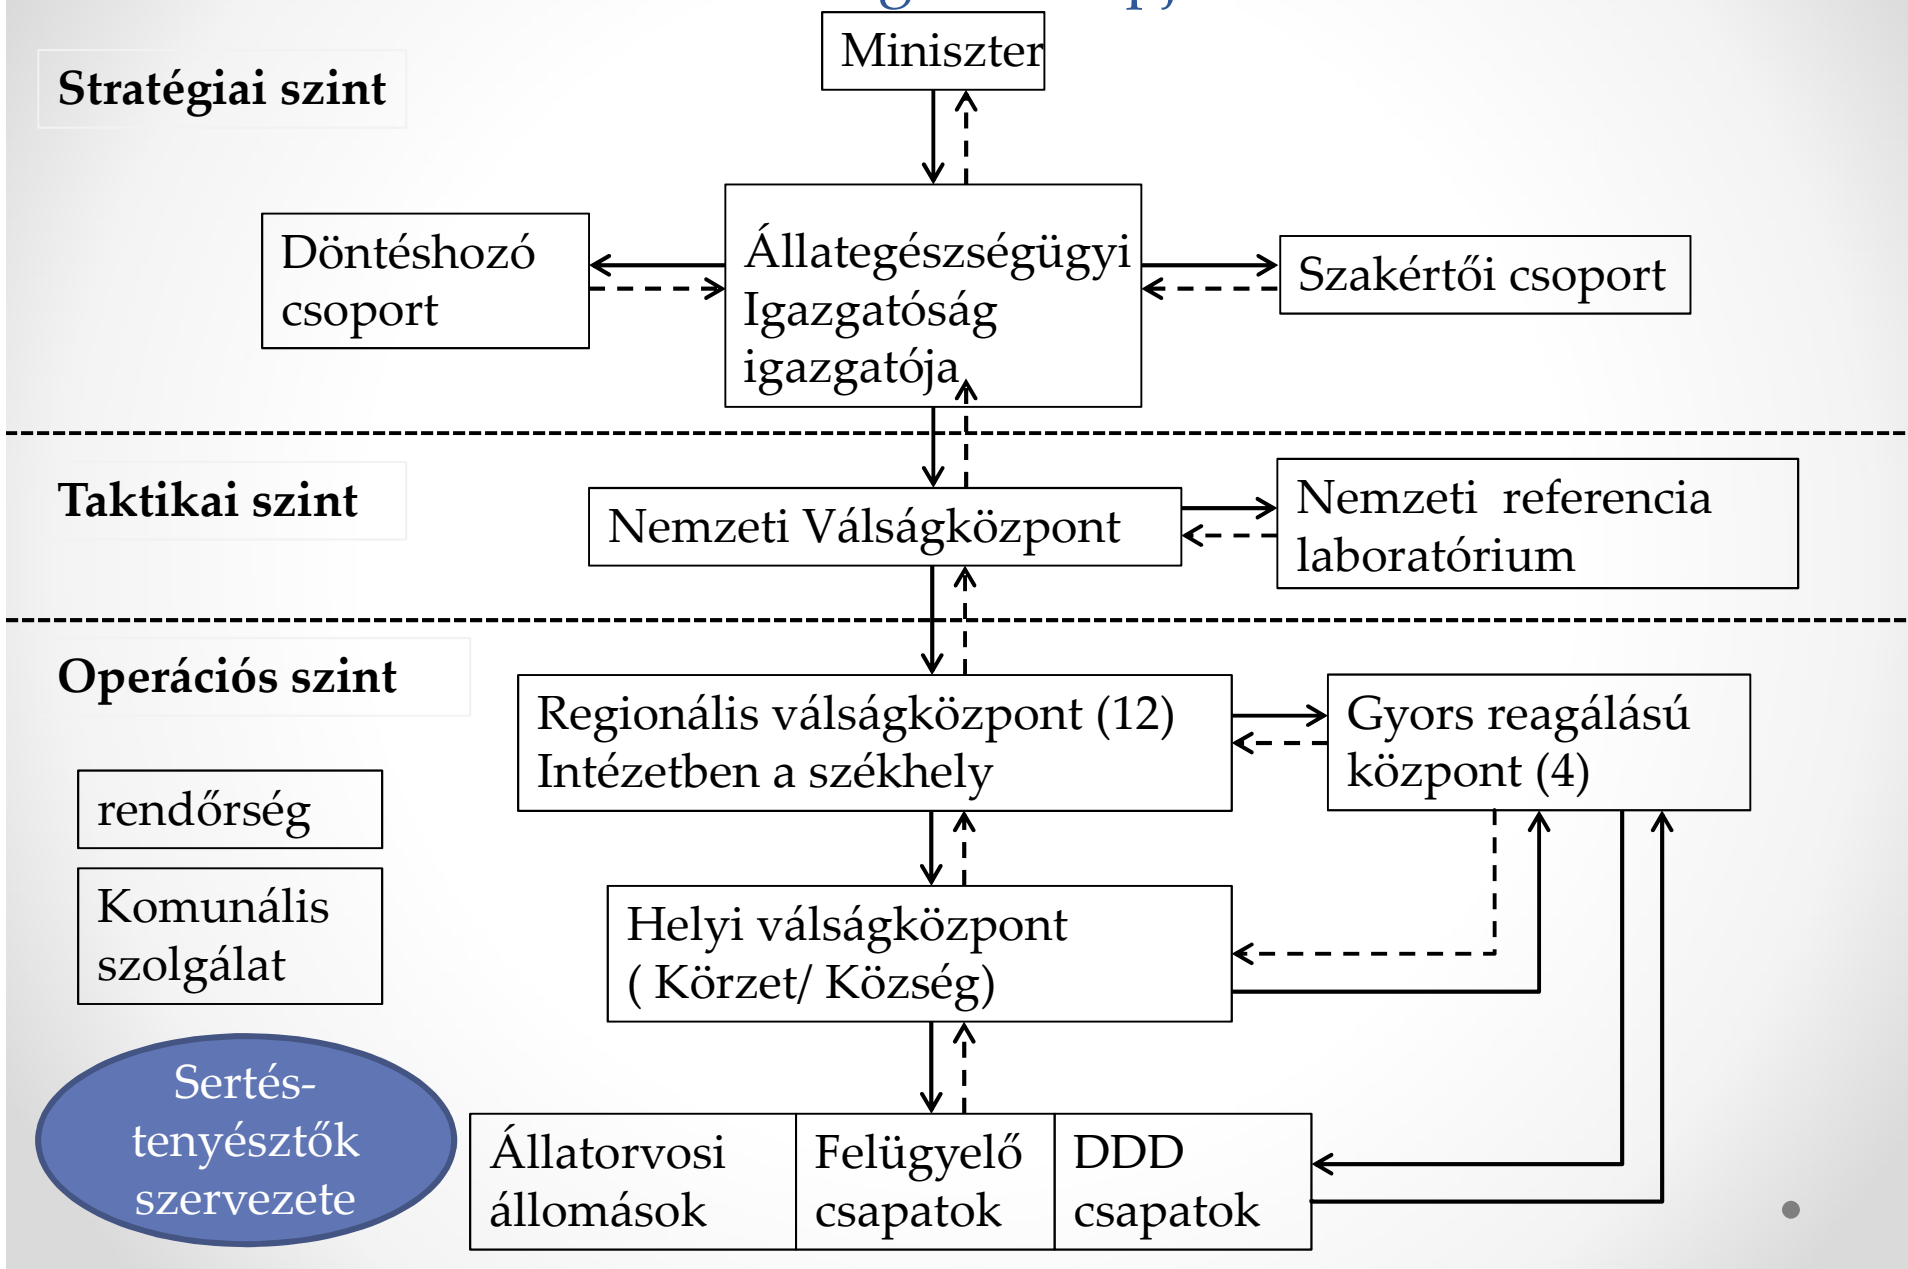 Miniszter
Stratégiai szint
Döntéshozó
csoport
Állategészségügyi
Igazgatóság
igazgatója
Szakértői csoport
Taktikai szint
Nemzeti Válságközpont
Nemzeti referencia
laboratórium
Operációs szint
Regionális válságközpont (12)
Intézetben a székhely
Gyors reagálású
központ (4)
rendőrség
Komunális
szolgálat
Helyi válságközpont
( Körzet/ Község)
Sertés-
tenyésztők
szervezete
Állatorvosi
állomások
Felügyelő
csapatok
DDD
csapatok